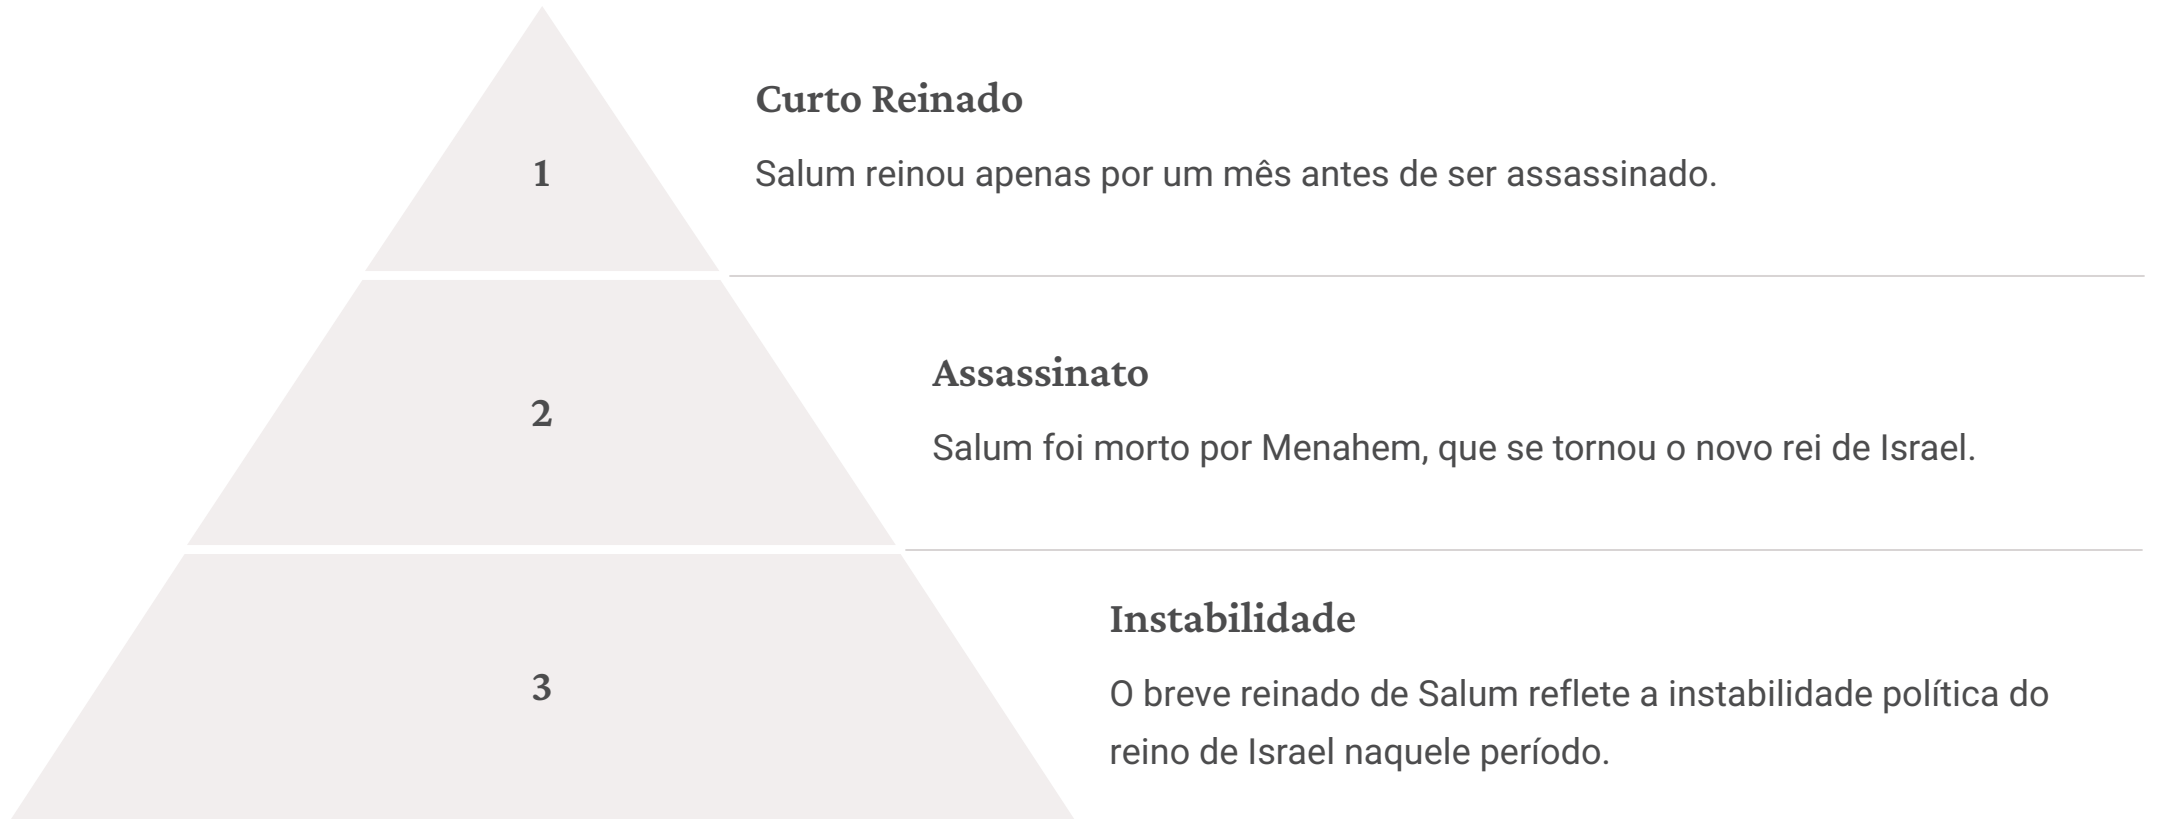 1
Curto Reinado
Salum reinou apenas por um mês antes de ser assassinado.
2
Assassinato
Salum foi morto por Menahem, que se tornou o novo rei de Israel.
3
Instabilidade
O breve reinado de Salum reflete a instabilidade política do
reino de Israel naquele período.